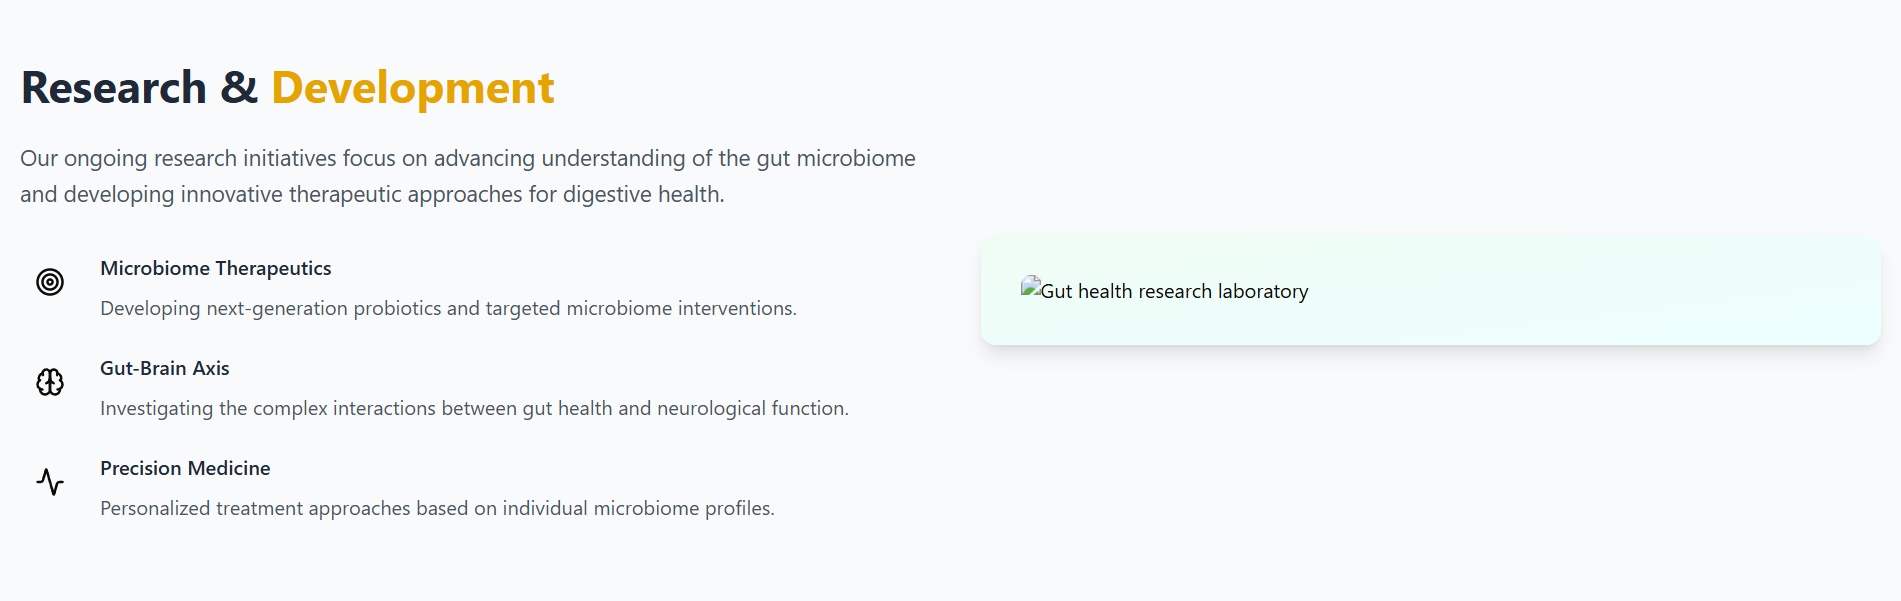 Research & Development
Our ongoing research initiatives focus on advancing understanding of the gut microbiome
and developing innovative therapeutic approaches for digestive health.
Microbiome Therapeutics
Developing next-generation probiotics and targeted microbiome interventions.
Gut-Brain Axis
Investigating the complex interactions between gut health and neurological function.
Precision Medicine
Personalized treatment approaches based on individual microbiome profiles.
Gut health research laboratory